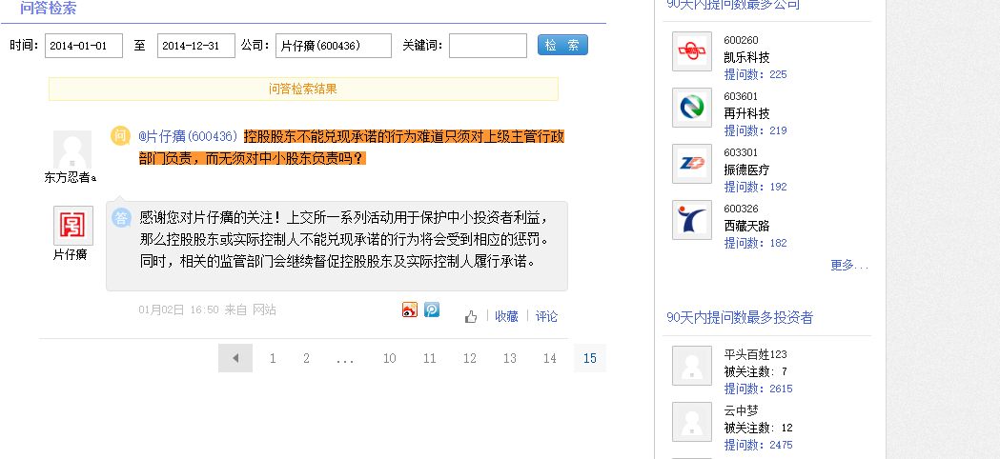 问答检索
时间: 2014-01-01 至 2014-12-31 公司: 片仔癀(600436) 关键词: 检 索
问答检索结果
问
@片仔癀(600436) 控股股东不能兑现承诺的行为难道只须对上级主管行政
部门负责，而无须对中小股东负责吗？
东方忍者a
答
感谢您对片仔癀的关注！上交所一系列活动用于保护中小投资者利益，
那么控股股东或实际控制人不能兑现承诺的行为将会受到相应的惩罚。
同时，相关的监管部门会继续督促控股股东及实际控制人履行承诺。
片仔癀
01月02日 16:50 来自 网站
收藏 评论
1 2 ... 10 11 12 13 14 15
90天内提问数最多公司
600260
凯乐科技
提问数: 225
603601
再升科技
提问数: 219
603301
振德医疗
提问数: 192
600326
西藏天路
提问数: 182
更多...
90天内提问数最多投资者
平头百姓123
被关注数: 7
提问数: 2615
云中梦
被关注数: 12
提问数: 2475